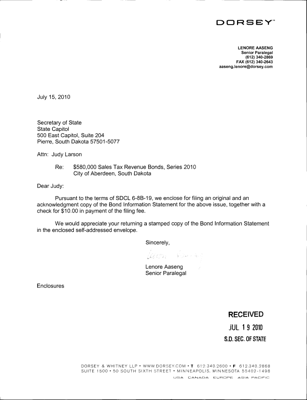 DORSEY
LENORE AASENG
Senior Paralegal
(612) 340-2869
FAX (612) 340-2643
aaseng.lenore@dorsey.com
July 15, 2010
Secretary of State
State Capitol
500 East Capitol, Suite 204
Pierre, South Dakota 57501-5077
Attn: Judy Larson
Re: $580,000 Sales Tax Revenue Bonds, Series 2010
City of Aberdeen, South Dakota
Dear Judy:
Pursuant to the terms of SDCL 6-8B-19, we enclose for filing an original and an
acknowledgment copy of the Bond Information Statement for the above issue, together with a
check for $10.00 in payment of the filing fee.
We would appreciate your returning a stamped copy of the Bond Information Statement
in the enclosed self-addressed envelope.
Sincerely,
Lenore Aaseng
Senior Paralegal
Enclosures
RECEIVED
JUL 19 2010
S.D. SEC. OF STATE
DORSEY & WHITNEY LLP • WWW.DORSEY.COM • T 612.340.2600 • F 612.340.2868
SUITE 1500 • 50 SOUTH SIXTH STREET • MINNEAPOLIS, MINNESOTA 55402-1498
USA CANADA EUROPE ASIA PACIFIC